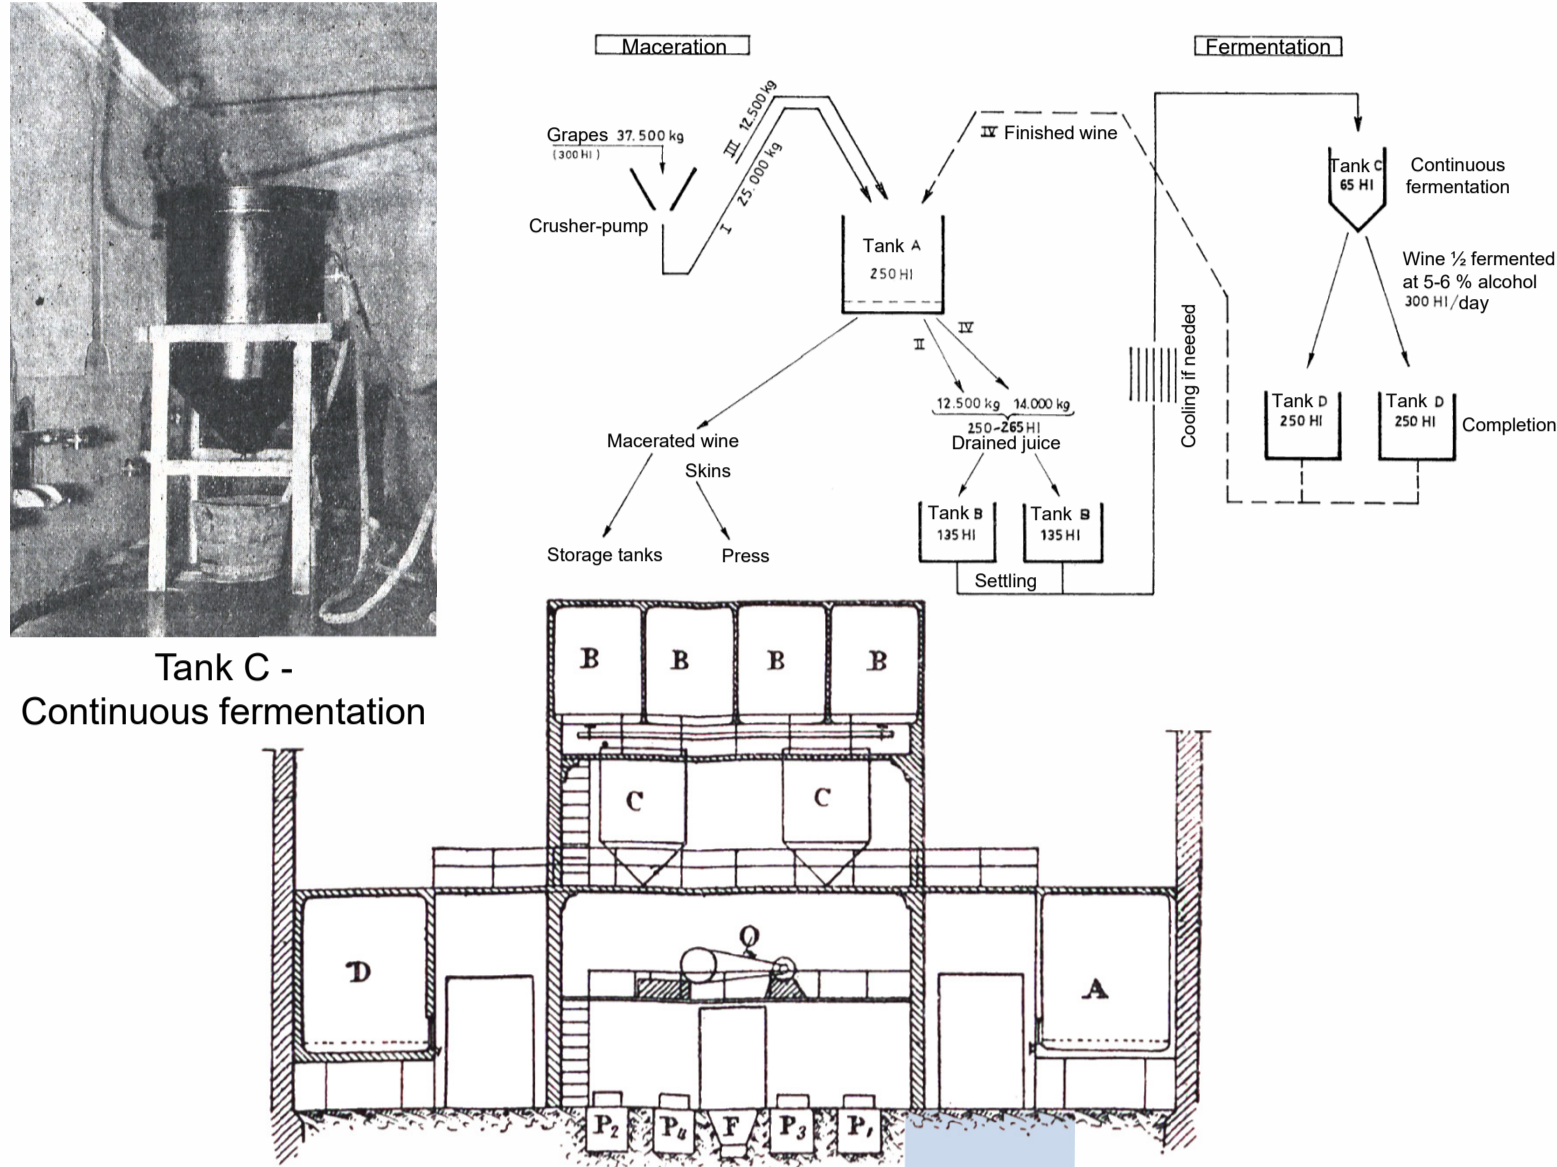 Maceration
Fermentation
Grapes 37.500 kg
(300 Hl)
Crusher-pump
III 12.500 kg
I 25.000 kg
IV Finished wine
Tank A
250 Hl
Tank C
65 Hl
Continuous
fermentation
Wine ½ fermented
at 5-6 % alcohol
300 Hl/day
II
IV
Cooling if needed
12.500 kg 14.000 kg
250-265 Hl
Drained juice
Macerated wine
Skins
Storage tanks
Press
Tank B
135 Hl
Tank B
135 Hl
Settling
Tank D
250 Hl
Tank D
250 Hl
Completion
Tank C -
Continuous fermentation
B B B B
C C
D
O
A
P₂ P₄ F P₃ P₁